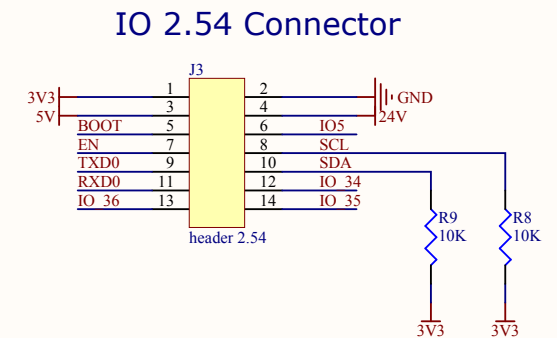 IO 2.54 Connector
J3
3V3 1 2 GND
5V 3 4 24V
BOOT 5 6 IO5
EN 7 8 SCL
TXD0 9 10 SDA
RXD0 11 12 IO_34
IO_36 13 14 IO_35
header 2.54
R9 R8
10K 10K
3V3 3V3